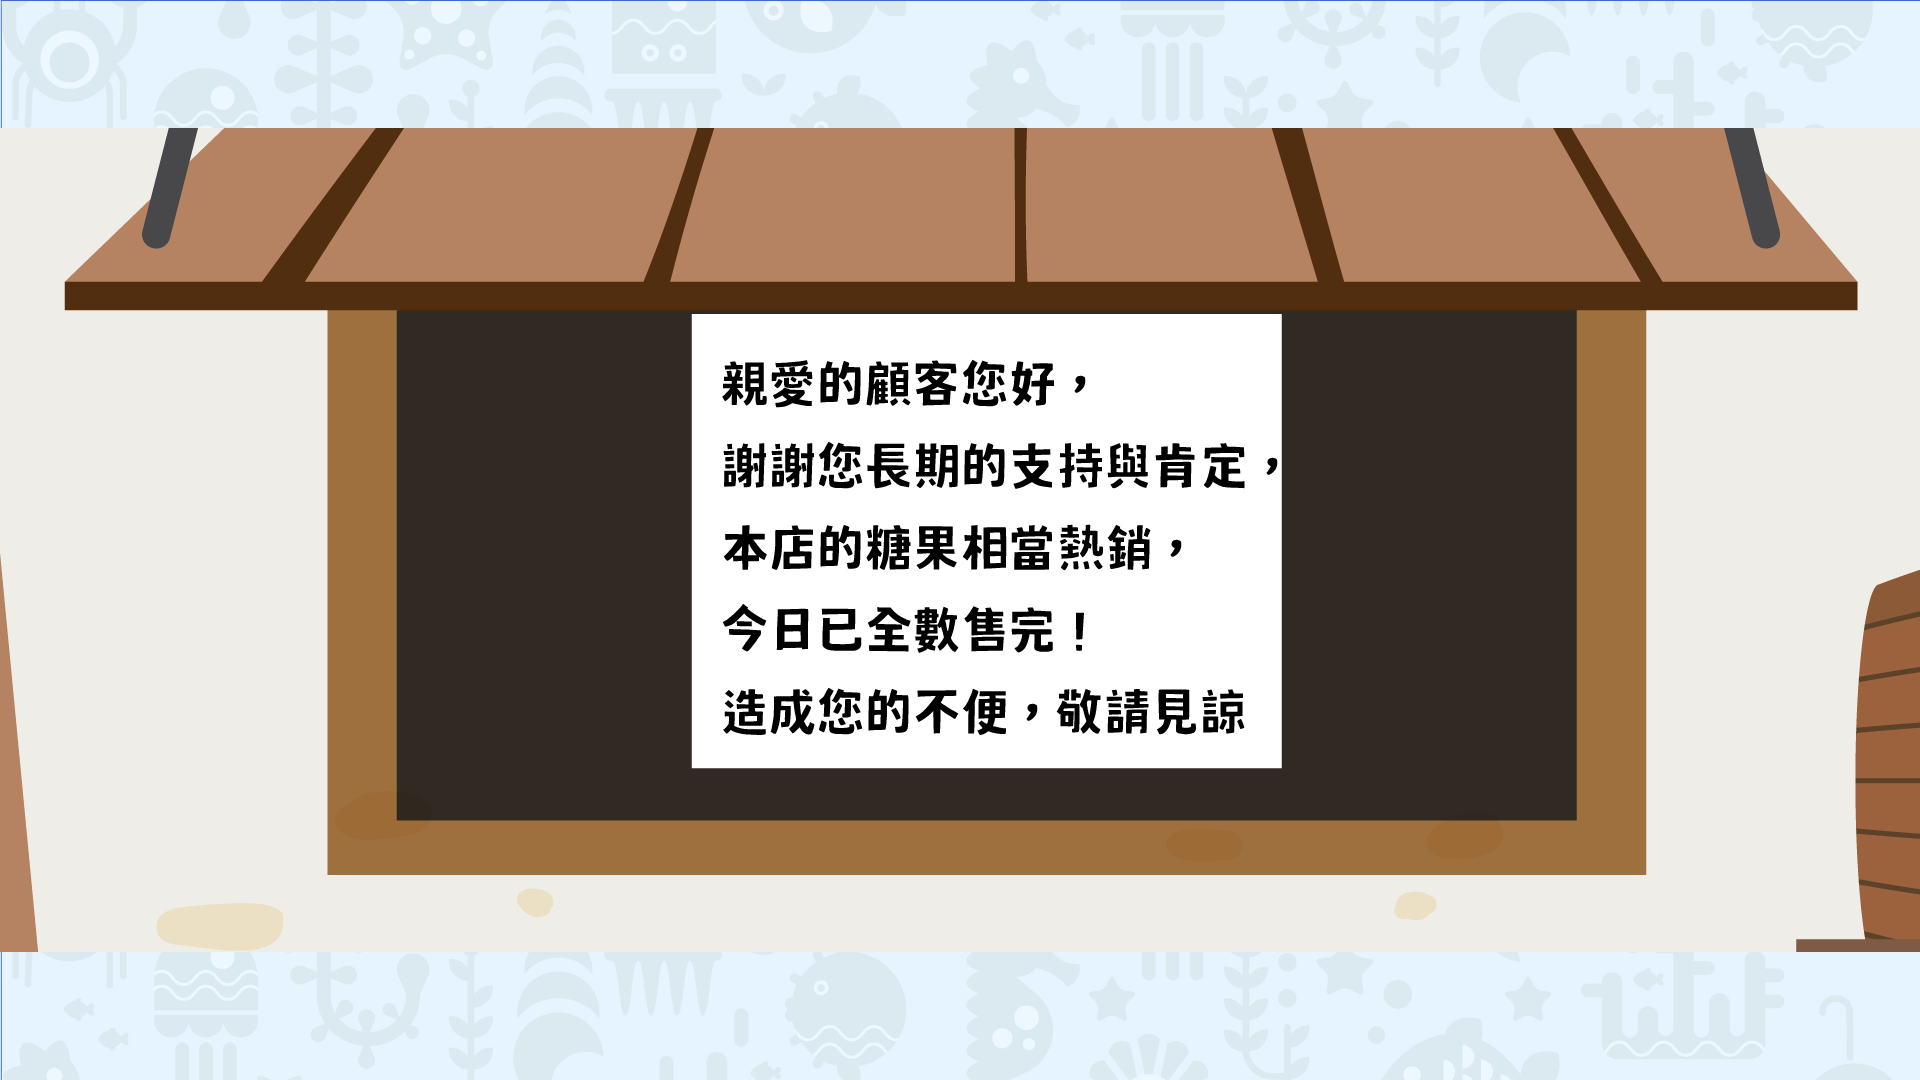 親愛的顧客您好，
謝謝您長期的支持與肯定，
本店的糖果相當熱銷，
今日已全數售完！
造成您的不便，敬請見諒